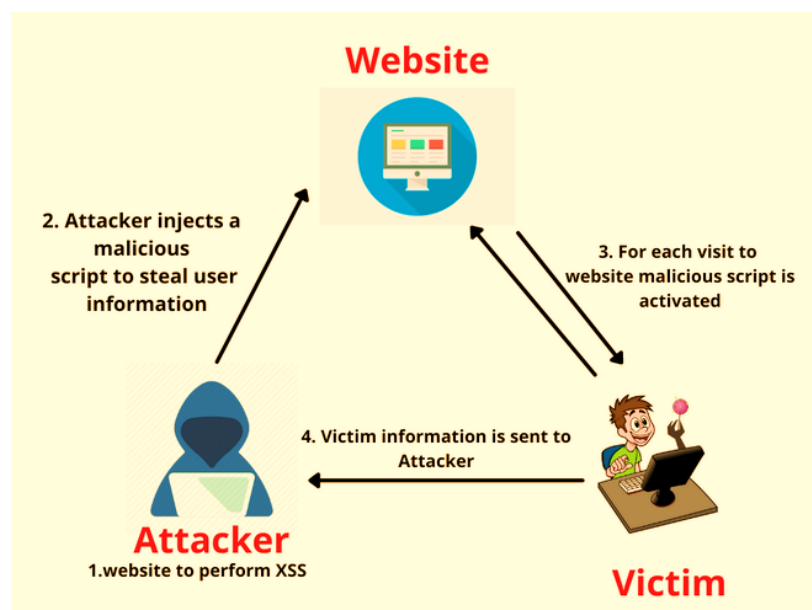 Website
2. Attacker injects a
malicious
script to steal user
information
3. For each visit to
website malicious script is
activated
4. Victim information is sent to
Attacker
Attacker
1.website to perform XSS
Victim